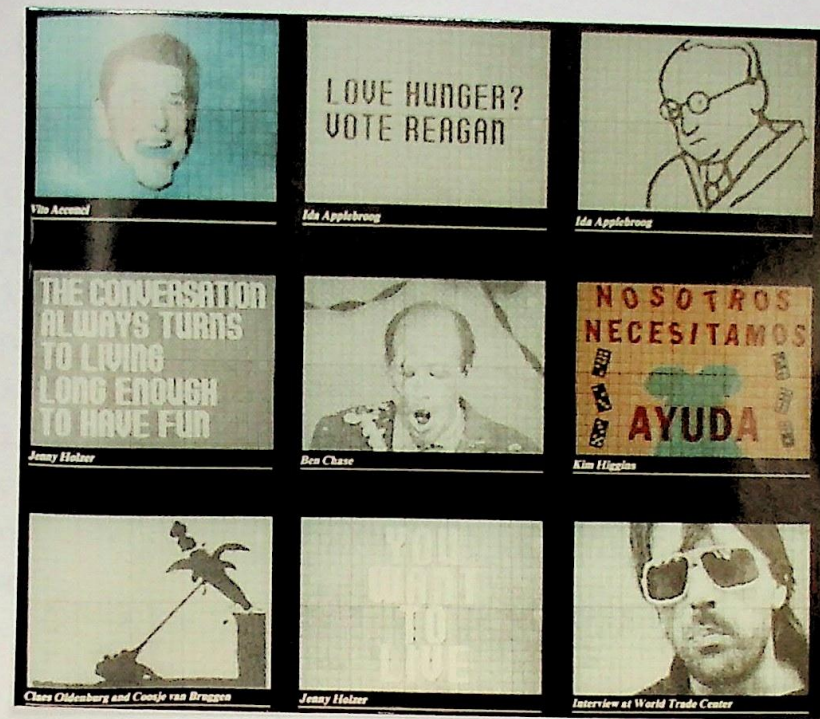 Vito Acconci
LOVE HUNGER?
VOTE REAGAN
Ida Applebroog
Ida Applebroog
THE CONVERSATION
ALWAYS TURNS
TO LIVING
LONG ENOUGH
TO HAVE FUN
Jenny Holzer
Ben Chase
NOSOTROS
NECESITAMOS
AYUDA
Kim Higgins
Claes Oldenburg and Coosje van Bruggen
YOU
WANT
TO
LIVE
Jenny Holzer
Interview at World Trade Center